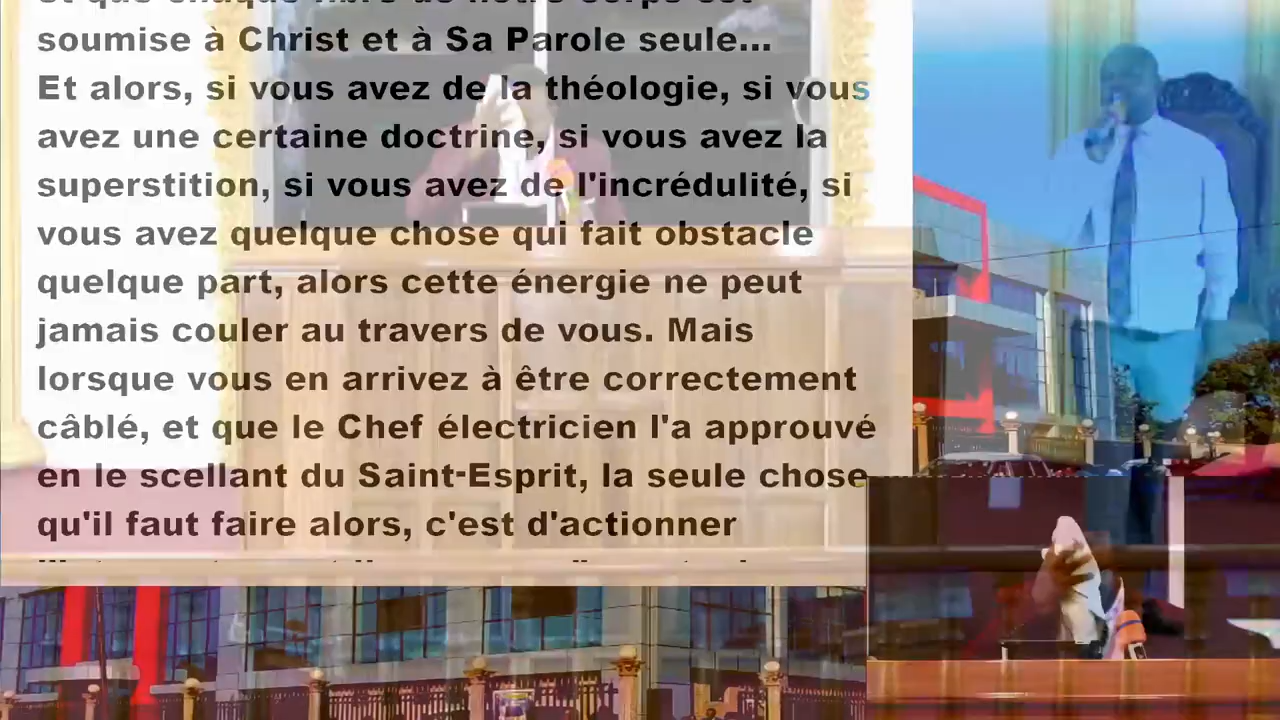 soumise à Christ et à Sa Parole seule...
Et alors, si vous avez de la théologie, si vous
avez une certaine doctrine, si vous avez la
superstition, si vous avez de l'incrédulité, si
vous avez quelque chose qui fait obstacle
quelque part, alors cette énergie ne peut
jamais couler au travers de vous. Mais
lorsque vous en arrivez à être correctement
câblé, et que le Chef électricien l'a approuvé
en le scellant du Saint-Esprit, la seule chose
qu'il faut faire alors, c'est d'actionner